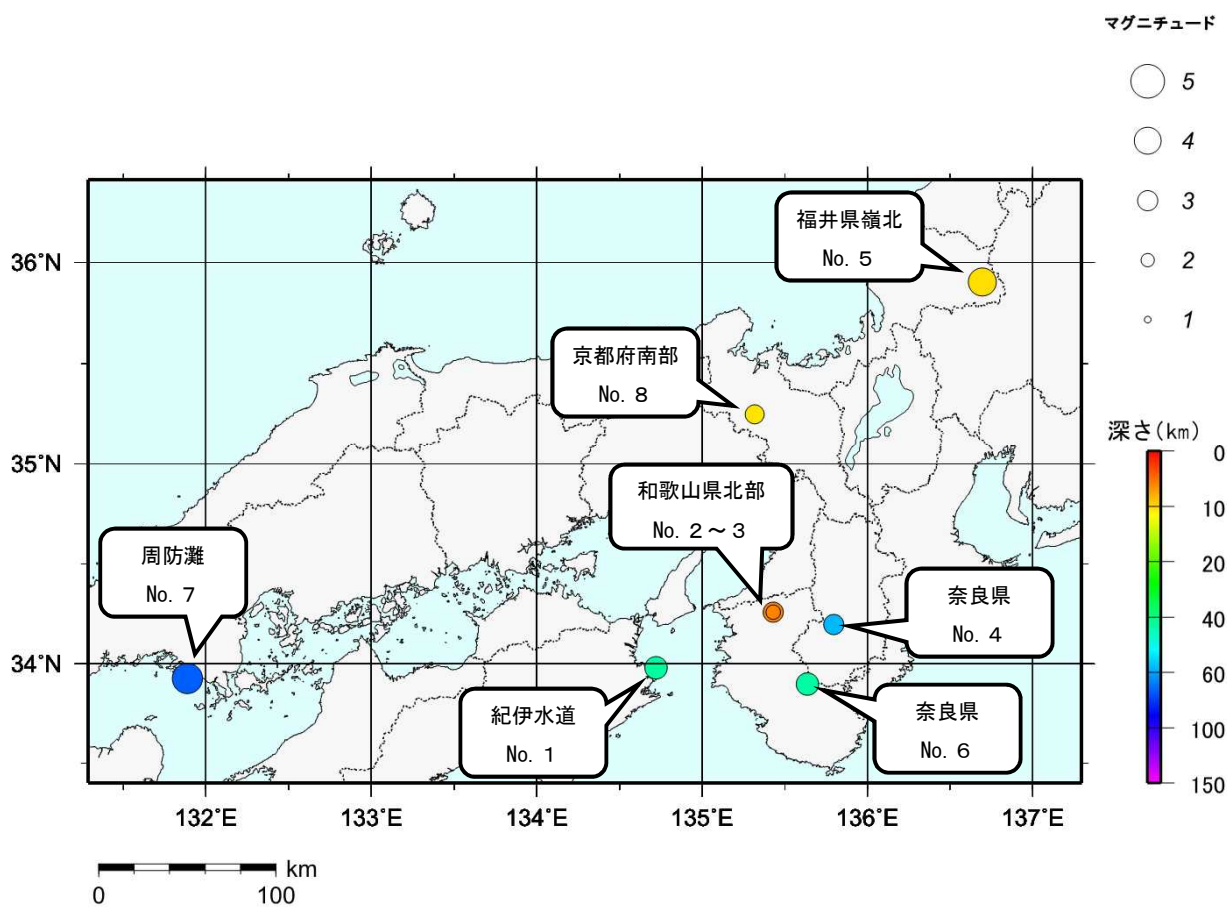 マグニチュード
5
4
3
2
1
福井県嶺北
No. 5
36°N
京都府南部
No. 8
深さ(km)
0
10
20
40
60
100
150
35°N
和歌山県北部
No. 2～3
周防灘
No. 7
奈良県
No. 4
34°N
紀伊水道
No. 1
奈良県
No. 6
132°E
133°E
134°E
135°E
136°E
137°E
km
0
100